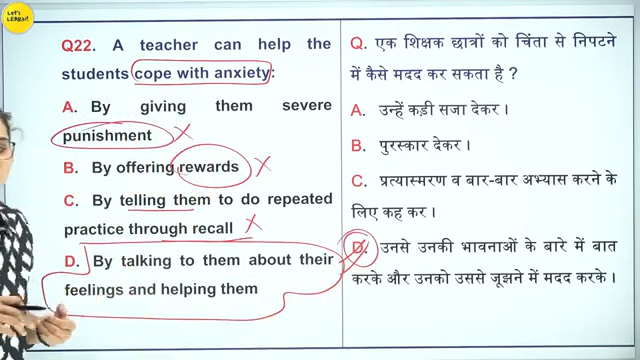 Let's
LEARN!
Q22. A teacher can help the
students cope with anxiety:
A. By giving them severe
punishment
B. By offering rewards
C. By telling them to do repeated
practice through recall
D. By talking to them about their
feelings and helping them
Q. एक शिक्षक छात्रों को चिंता से निपटने
में कैसे मदद कर सकता है ?
A. उन्हें कड़ी सजा देकर ।
B. पुरस्कार देकर ।
C. प्रत्यास्मरण व बार-बार अभ्यास करने के
लिए कह कर ।
D. उनसे उनकी भावनाओं के बारे में बात
करके और उनको उससे जूझने में मदद करके ।